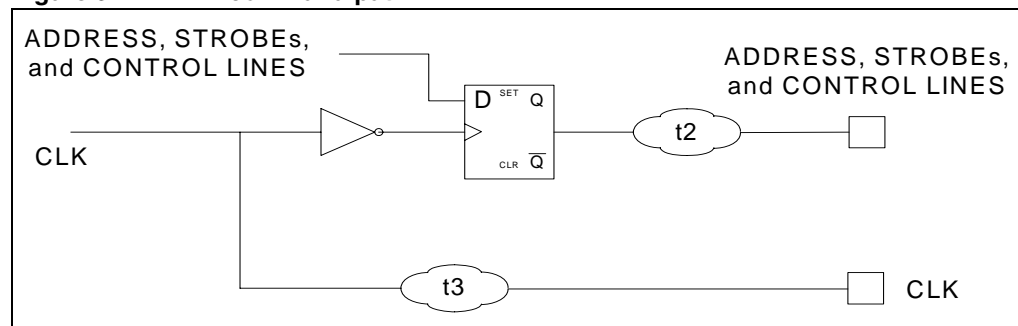 ADDRESS, STROBEs,
and CONTROL LINES
ADDRESS, STROBEs,
and CONTROL LINES
D SET Q
CLR Q
t2
CLK
t3
CLK